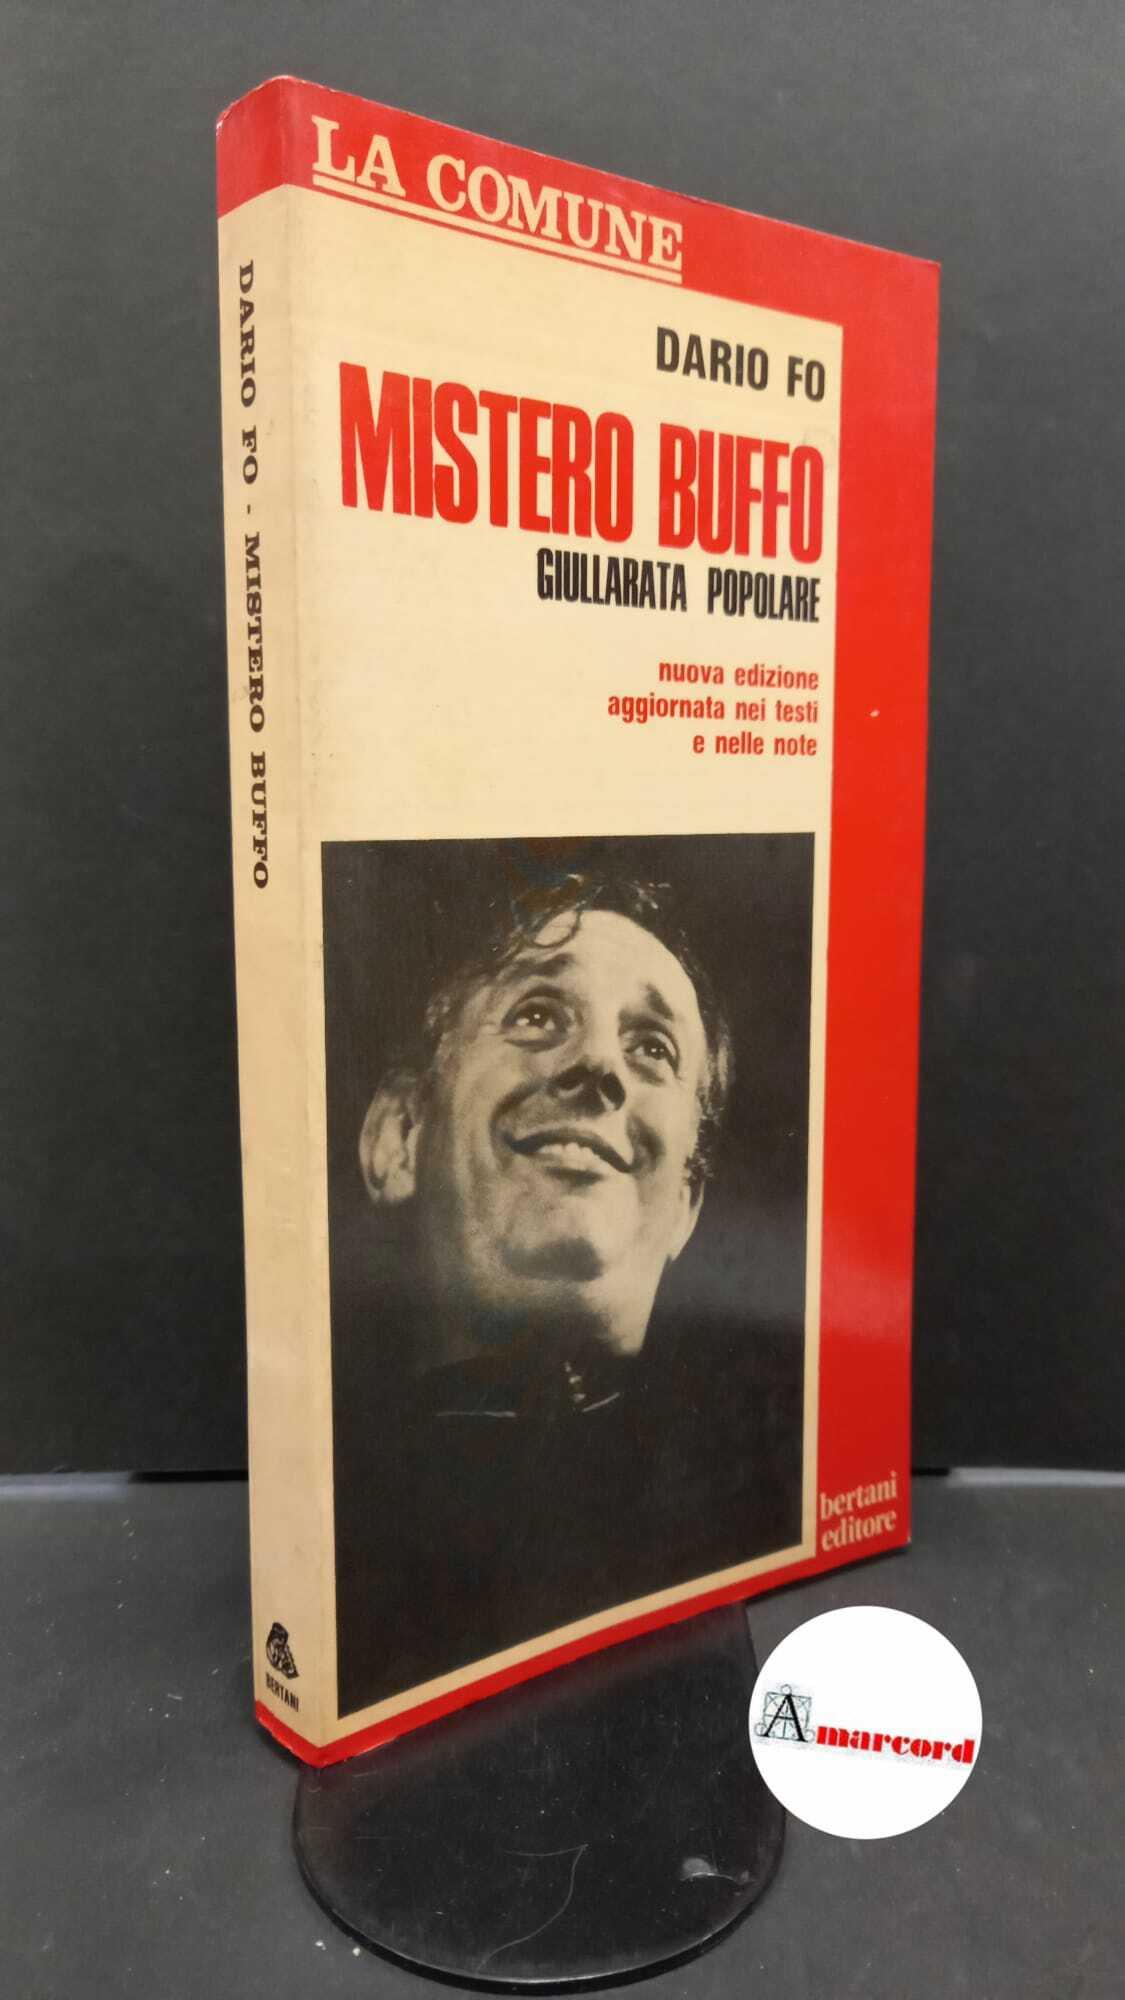 LA COMUNE
DARIO FO
MISTERO BUFFO
GIULLARATA POPOLARE
nuova edizione
aggiornata nei testi
e nelle note
bertani
editore
DARIO FO - MISTERO BUFFO
BERTANI
Amarcord